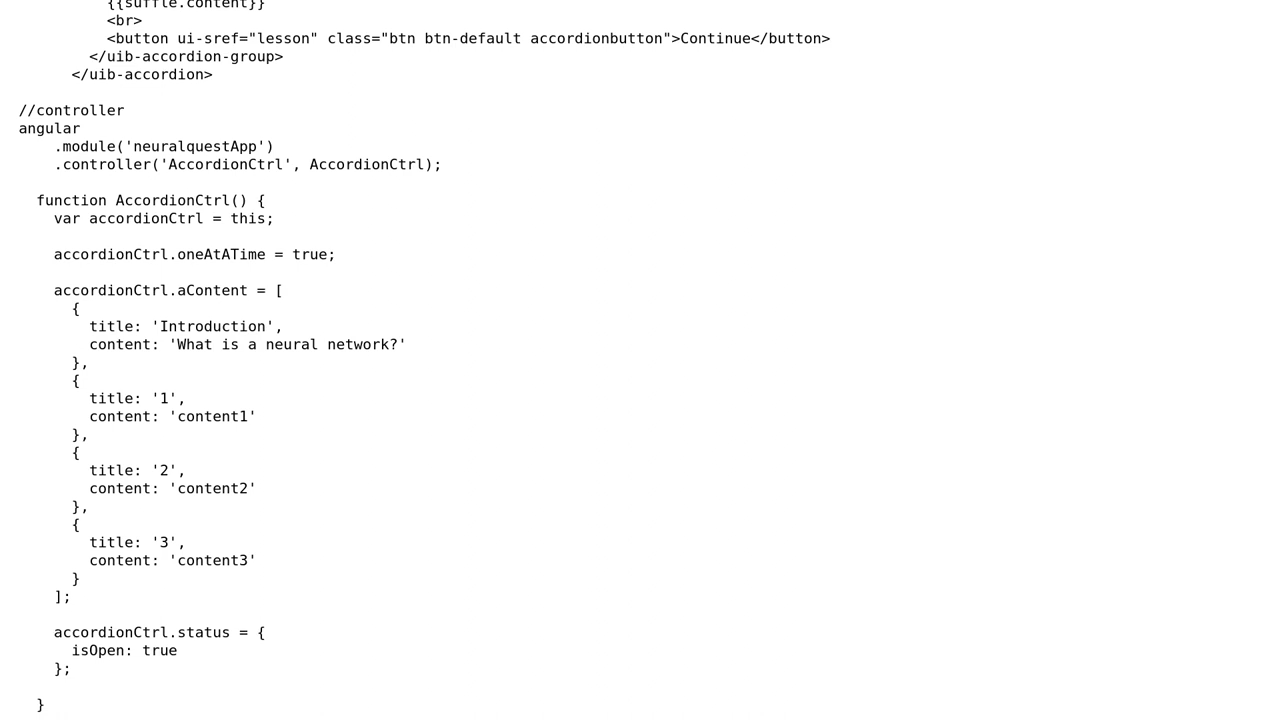 {{suffle.content}}
<br>
<button ui-sref="lesson" class="btn btn-default accordionbutton">Continue</button>
</uib-accordion-group>
</uib-accordion>
//controller
angular
.module('neuralquestApp')
.controller('AccordionCtrl', AccordionCtrl);
function AccordionCtrl() {
var accordionCtrl = this;
accordionCtrl.oneAtATime = true;
accordionCtrl.aContent = [
{
title: 'Introduction',
content: 'What is a neural network?'
},
{
title: '1',
content: 'content1'
},
{
title: '2',
content: 'content2'
},
{
title: '3',
content: 'content3'
}
];
accordionCtrl.status = {
isOpen: true
};
}